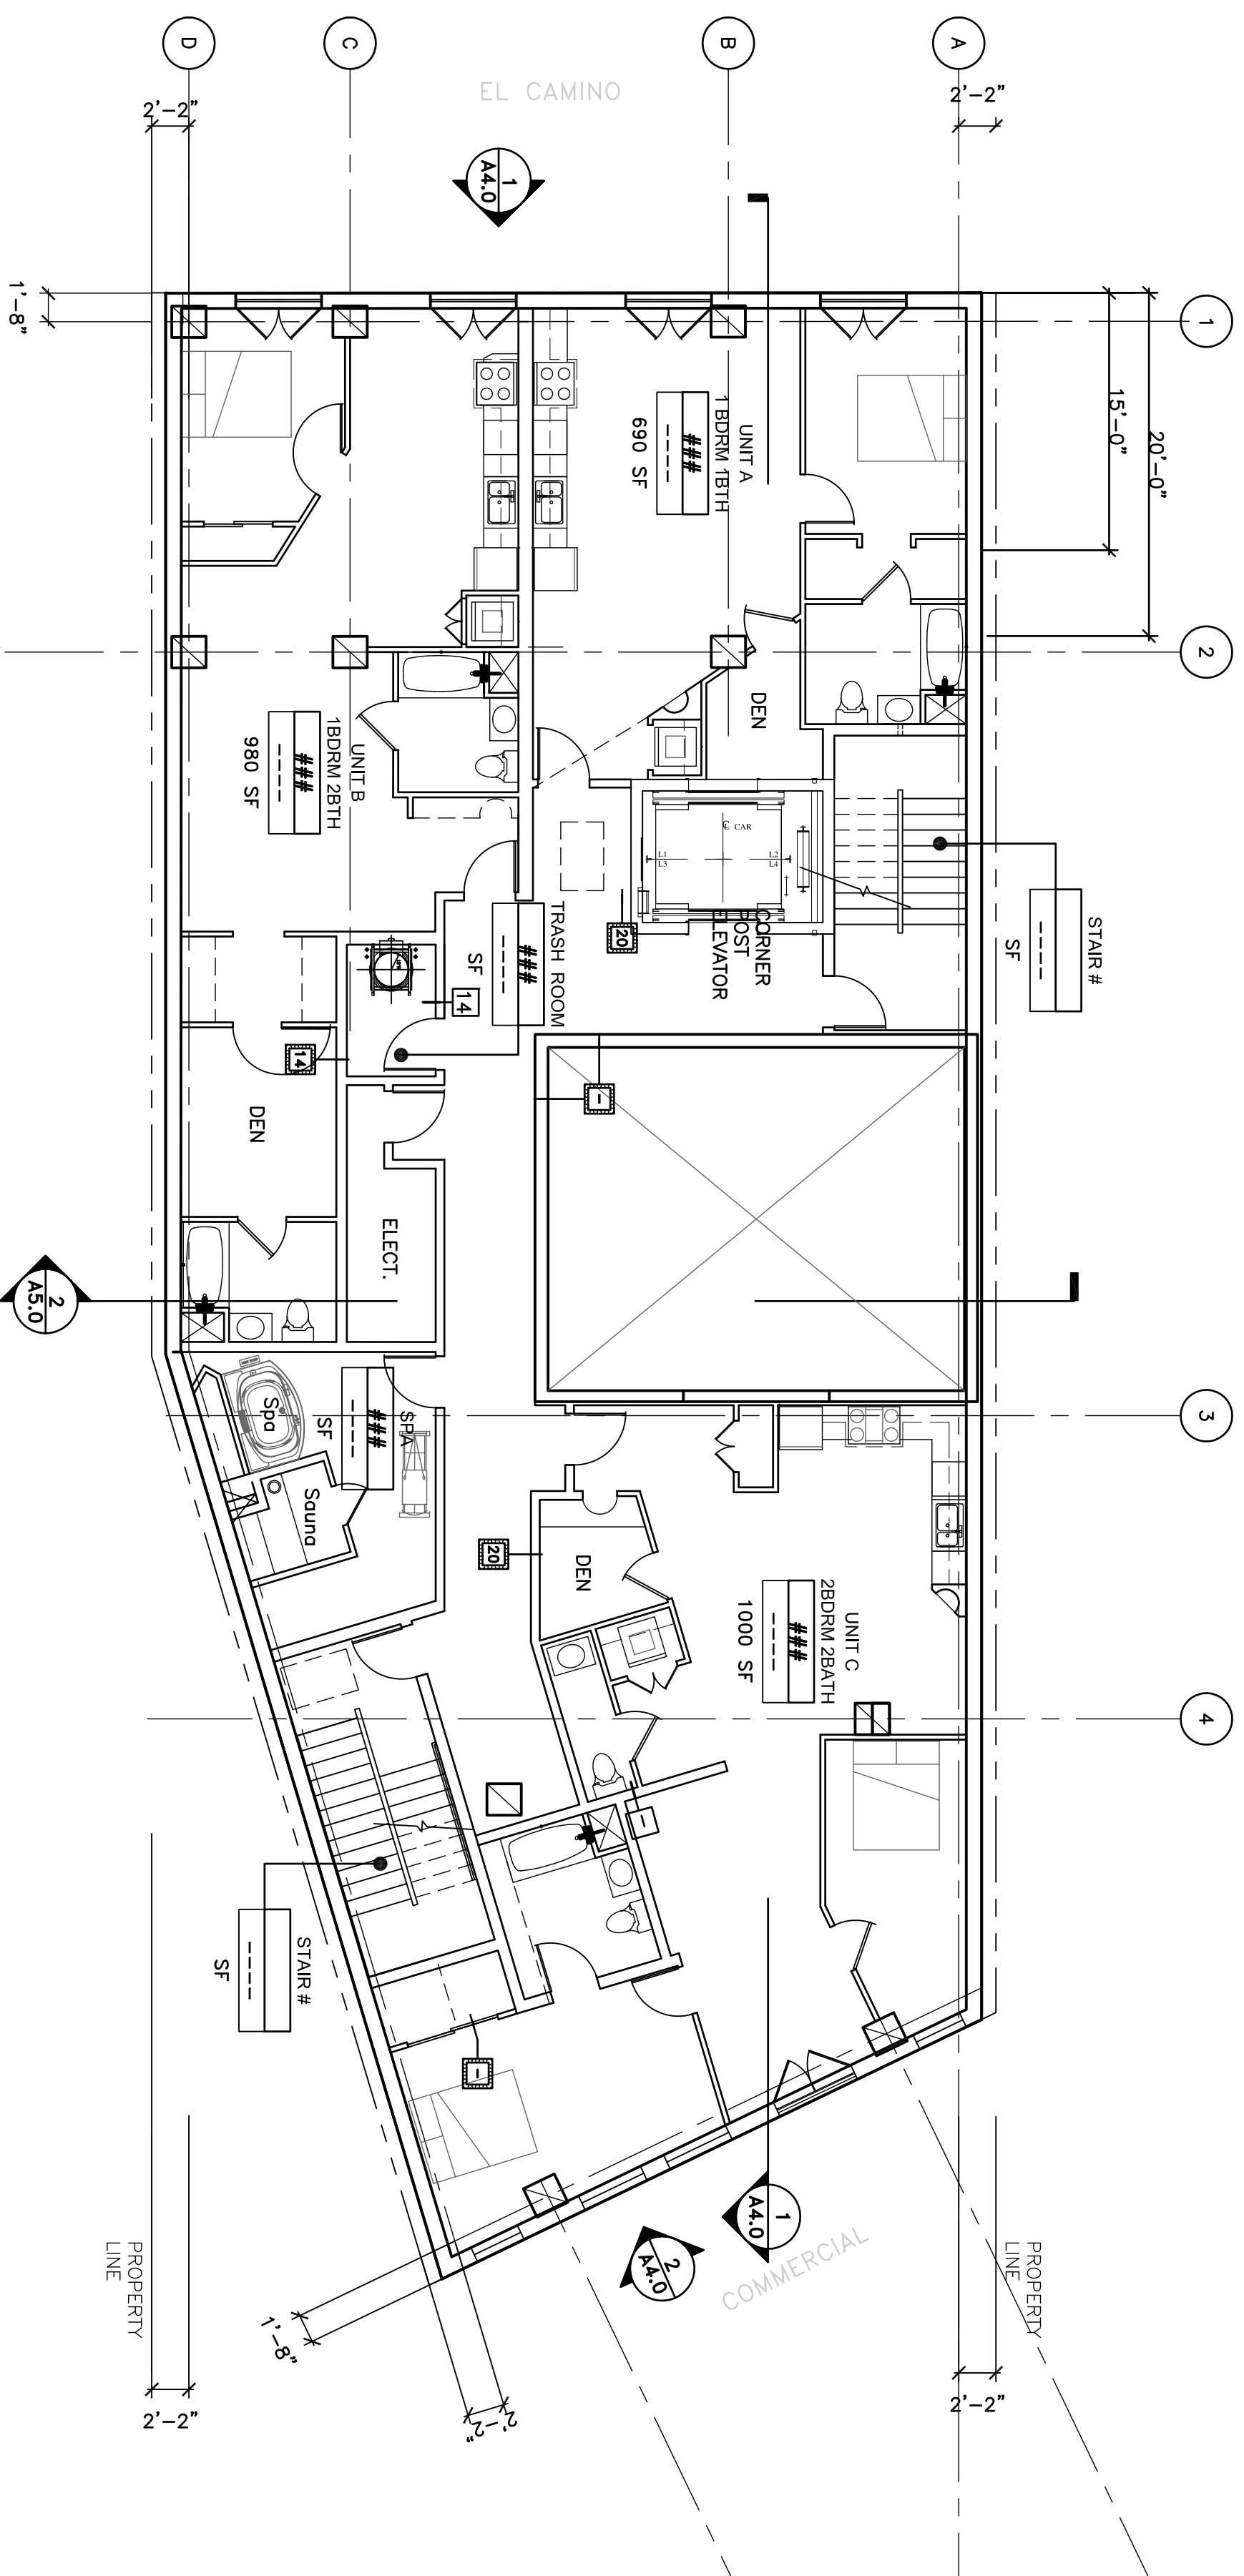 D
C
B
A
EL CAMINO
2'-2"
2'-2"
1
A4.0
1'-8"
1
15'-0"
20'-0"
2
UNIT A
1 BDRM 1BTH
###
----
690 SF
DEN
UNIT B
1BDRM 2BTH
###
----
980 SF
℄ CAR
L1
L3
L2
L4
CORNER
POST
ELEVATOR
20
STAIR #
----
SF
TRASH ROOM
###
----
SF
14
14
-
DEN
ELECT.
2
A5.0
3
SPA
###
----
SF
Spa
Sauna
20
DEN
UNIT C
2BDRM 2BATH
###
----
1000 SF
4
-
STAIR #
----
SF
-
1
A4.0
2
A4.0
COMMERCIAL
PROPERTY
LINE
PROPERTY
LINE
1'-8"
2'-2"
2'-2"
2'-2"